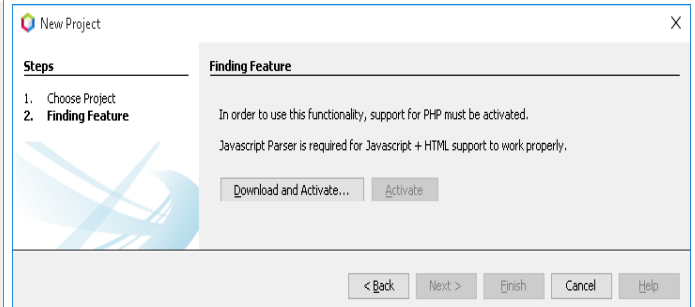 New Project
X
Steps
1. Choose Project
2. Finding Feature
Finding Feature
In order to use this functionality, support for PHP must be activated.
Javascript Parser is required for Javascript + HTML support to work properly.
Download and Activate... Activate
< Back Next > Finish Cancel Help